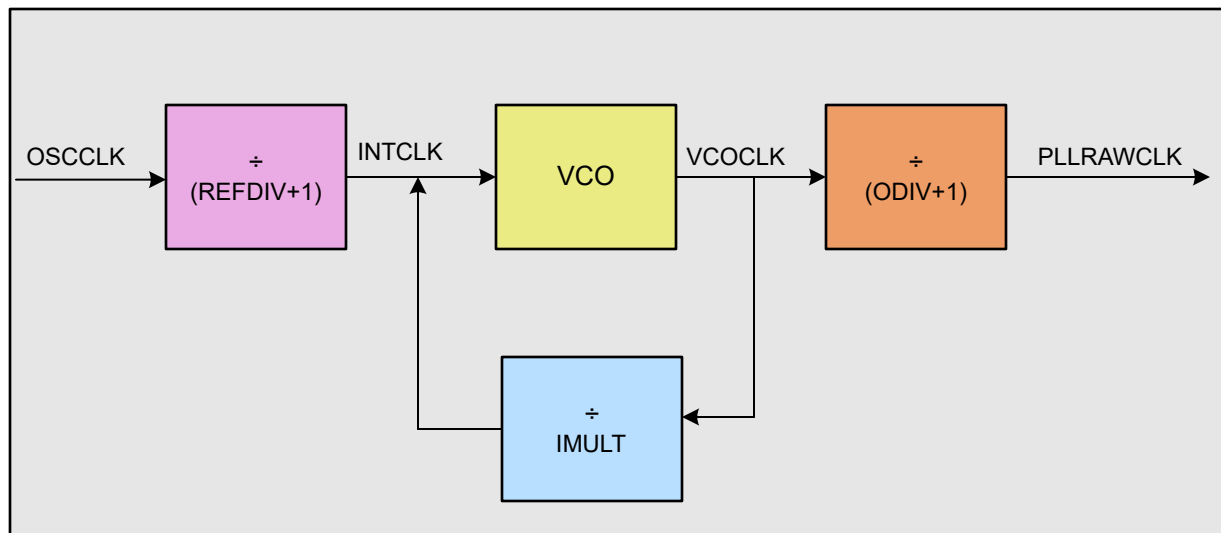 OSCCLK
÷
(REFDIV+1)
INTCLK
VCO
VCOCLK
÷
(ODIV+1)
PLLRAWCLK
÷
IMULT